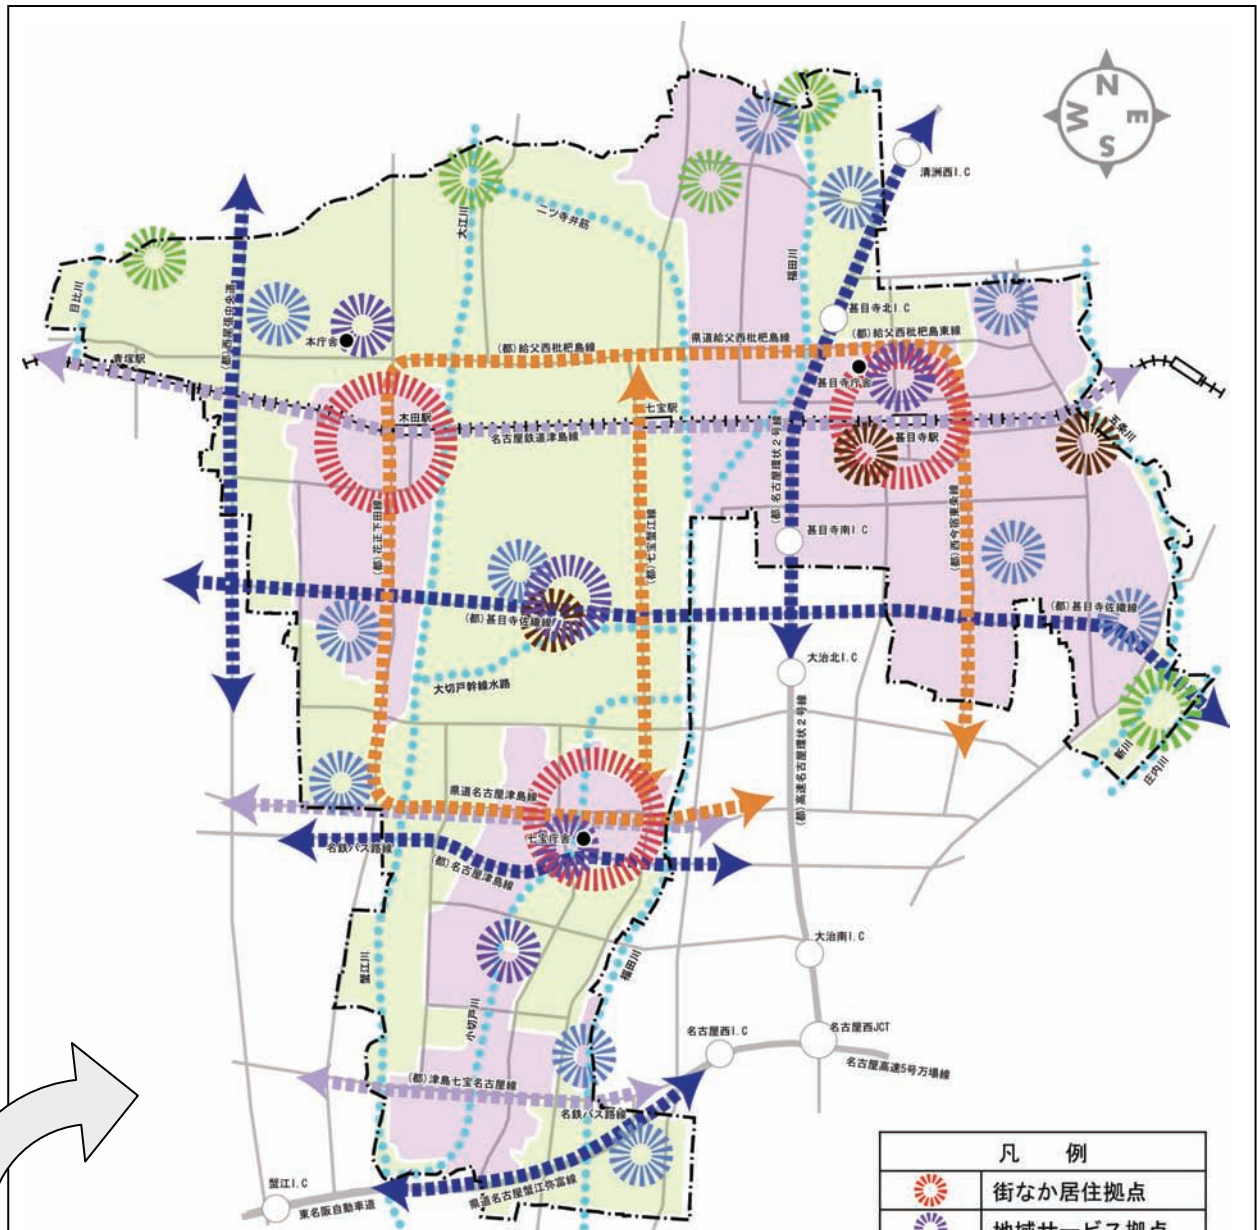 N
W
E
S
清洲西I.C
大江川
二ツ寺井筋
福田川
目比川
(都)西尾張中央道
本庁舎
甚目寺北I.C
(都)給父西枇杷島線
県道給父西枇杷島線
(都)給父西枇杷島東線
青塚駅
甚目寺庁舎
木田駅
七宝駅
名古屋鉄道津島線
甚目寺駅
五条川
(都)名古屋環状2号線
(都)花正下田線
(都)七宝蟹江線
甚目寺南I.C
(都)西今宿東条線
(都)甚目寺佐織線
(都)甚目寺佐織線
大治北I.C
大切戸幹線水路
新川
庄内川
(都)高速名古屋環状2号線
県道名古屋津島線
七宝庁舎
名鉄バス路線
(都)名古屋津島線
大治南I.C
蟹江川
福田川
小切戸川
名古屋西I.C
名古屋西JCT
名古屋高速5号万場線
(都)津島七宝名古屋線
名鉄バス路線
蟹江I.C
東名阪自動車道
県道名古屋蟹江弥富線
凡 例
街なか居住拠点
地域サービス拠点